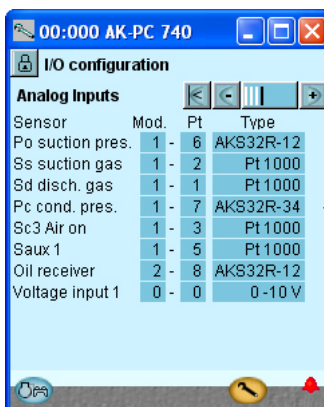 00:000 AK-PC 740
I/O configuration
Analog Inputs
Sensor Mod. Pt Type
Po suction pres. 1 - 6 AKS32R-12
Ss suction gas 1 - 2 Pt 1000
Sd disch. gas 1 - 1 Pt 1000
Pc cond. pres. 1 - 7 AKS32R-34
Sc3 Air on 1 - 3 Pt 1000
Saux 1 1 - 5 Pt 1000
Oil receiver 2 - 8 AKS32R-12
Voltage input 1 0 - 0 0 -10 V